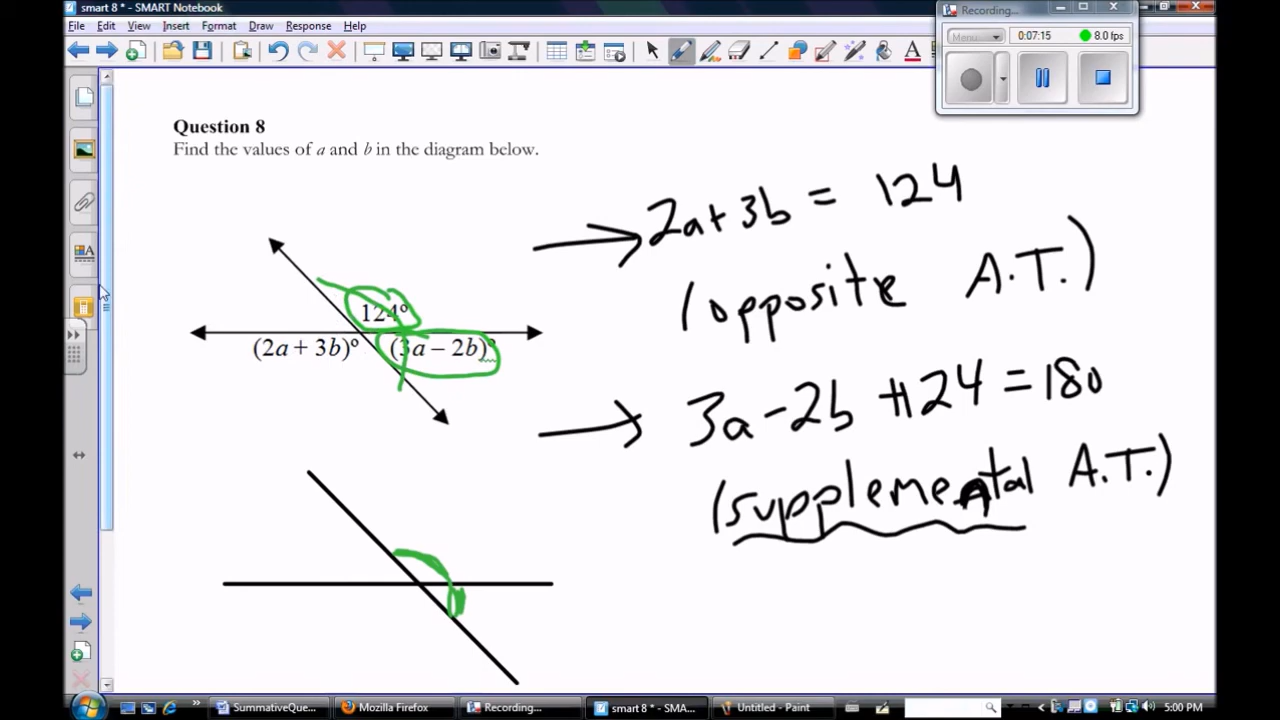 smart 8 * - SMART Notebook
Recording...
File Edit View Insert Format Draw Response Help
Menu 0:07:15 8.0 fps
Question 8
Find the values of a and b in the diagram below.
2a+3b = 124
(opposite A.T.)
124º
(2a + 3b)º (3a – 2b)º
3a-2b +124 =180
(supplemental A.T.)
SummativeQue... Mozilla Firefox Recording... smart 8 * - SMA... Untitled - Paint 5:00 PM